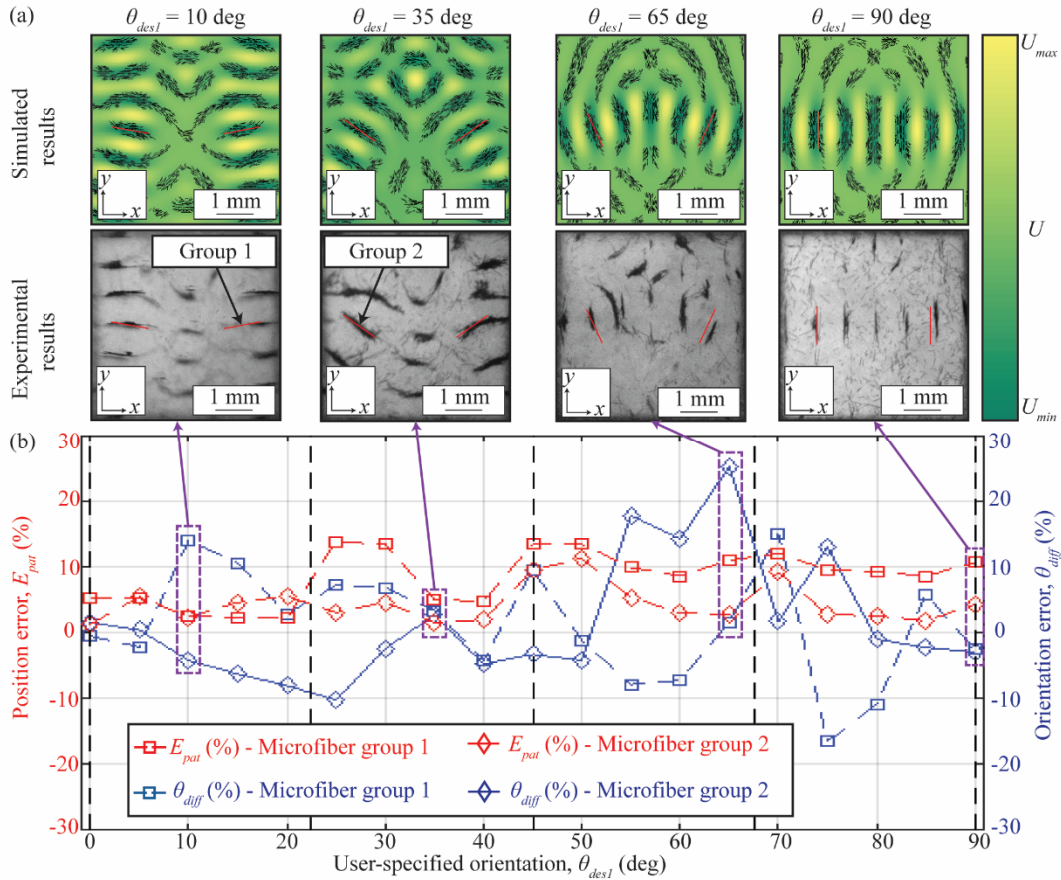 (a)
θdes1 = 10 deg
θdes1 = 35 deg
θdes1 = 65 deg
θdes1 = 90 deg
Simulated results
y
x
1 mm
y
x
1 mm
y
x
1 mm
y
x
1 mm
Umax
U
Umin
Experimental results
Group 1
y
x
1 mm
Group 2
y
x
1 mm
y
x
1 mm
y
x
1 mm
(b)
30
20
10
0
-10
-20
-30
Position error, Epat (%)
30
20
10
0
-10
-20
-30
Orientation error, θdiff (%)
Epat (%) - Microfiber group 1
Epat (%) - Microfiber group 2
θdiff (%) - Microfiber group 1
θdiff (%) - Microfiber group 2
0 10 20 30 40 50 60 70 80 90
User-specified orientation, θdes1 (deg)